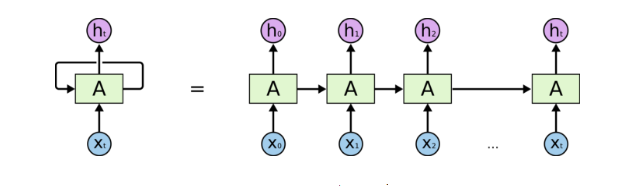 hₜ h₀ h₁ h₂ hₜ
A = A A A A
xₜ x₀ x₁ x₂ ... xₜ